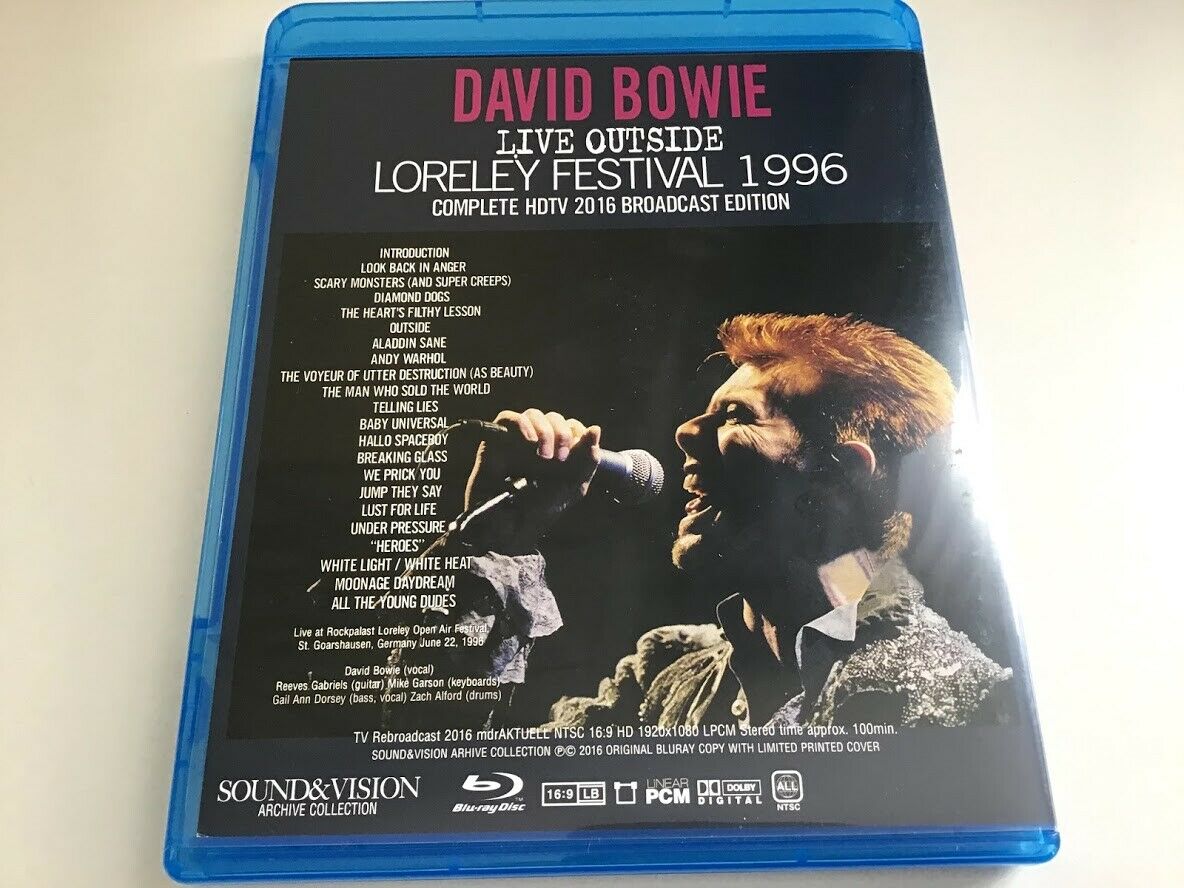 DAVID BOWIE
LIVE OUTSIDE
LORELEY FESTIVAL 1996
COMPLETE HDTV 2016 BROADCAST EDITION
INTRODUCTION
LOOK BACK IN ANGER
SCARY MONSTERS (AND SUPER CREEPS)
DIAMOND DOGS
THE HEART'S FILTHY LESSON
OUTSIDE
ALADDIN SANE
ANDY WARHOL
THE VOYEUR OF UTTER DESTRUCTION (AS BEAUTY)
THE MAN WHO SOLD THE WORLD
TELLING LIES
BABY UNIVERSAL
HALLO SPACEBOY
BREAKING GLASS
WE PRICK YOU
JUMP THEY SAY
LUST FOR LIFE
UNDER PRESSURE
"HEROES"
WHITE LIGHT / WHITE HEAT
MOONAGE DAYDREAM
ALL THE YOUNG DUDES
Live at Rockpalast Loreley Open Air Festival,
St. Goarshausen, Germany June 22, 1996
David Bowie (vocal)
Reeves Gabriels (guitar) Mike Garson (keyboards)
Gail Ann Dorsey (bass, vocal) Zach Alford (drums)
TV Rebroadcast 2016 mdrAKTUELL NTSC 16:9 HD 1920x1080 LPCM Stereo time approx. 100min.
SOUND&VISION ARHIVE COLLECTION ℗© 2016 ORIGINAL BLURAY COPY WITH LIMITED PRINTED COVER
SOUND&VISION
ARCHIVE COLLECTION
Blu-ray Disc™
16:9 LB
LINEAR
PCM
DOLBY
DIGITAL
ALL
NTSC